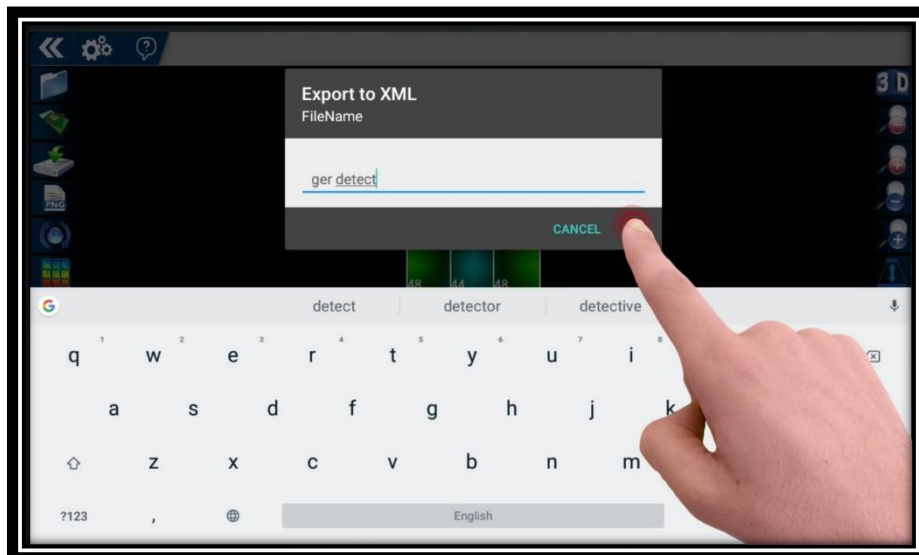 3 D
Export to XML
FileName
ger detect
PNG
CANCEL
48 44 48
detect detector detective
q 1 w 2 e 3 r 4 t 5 y 6 u 7 i 8
a s d f g h j k
z x c v b n m
?123 , English